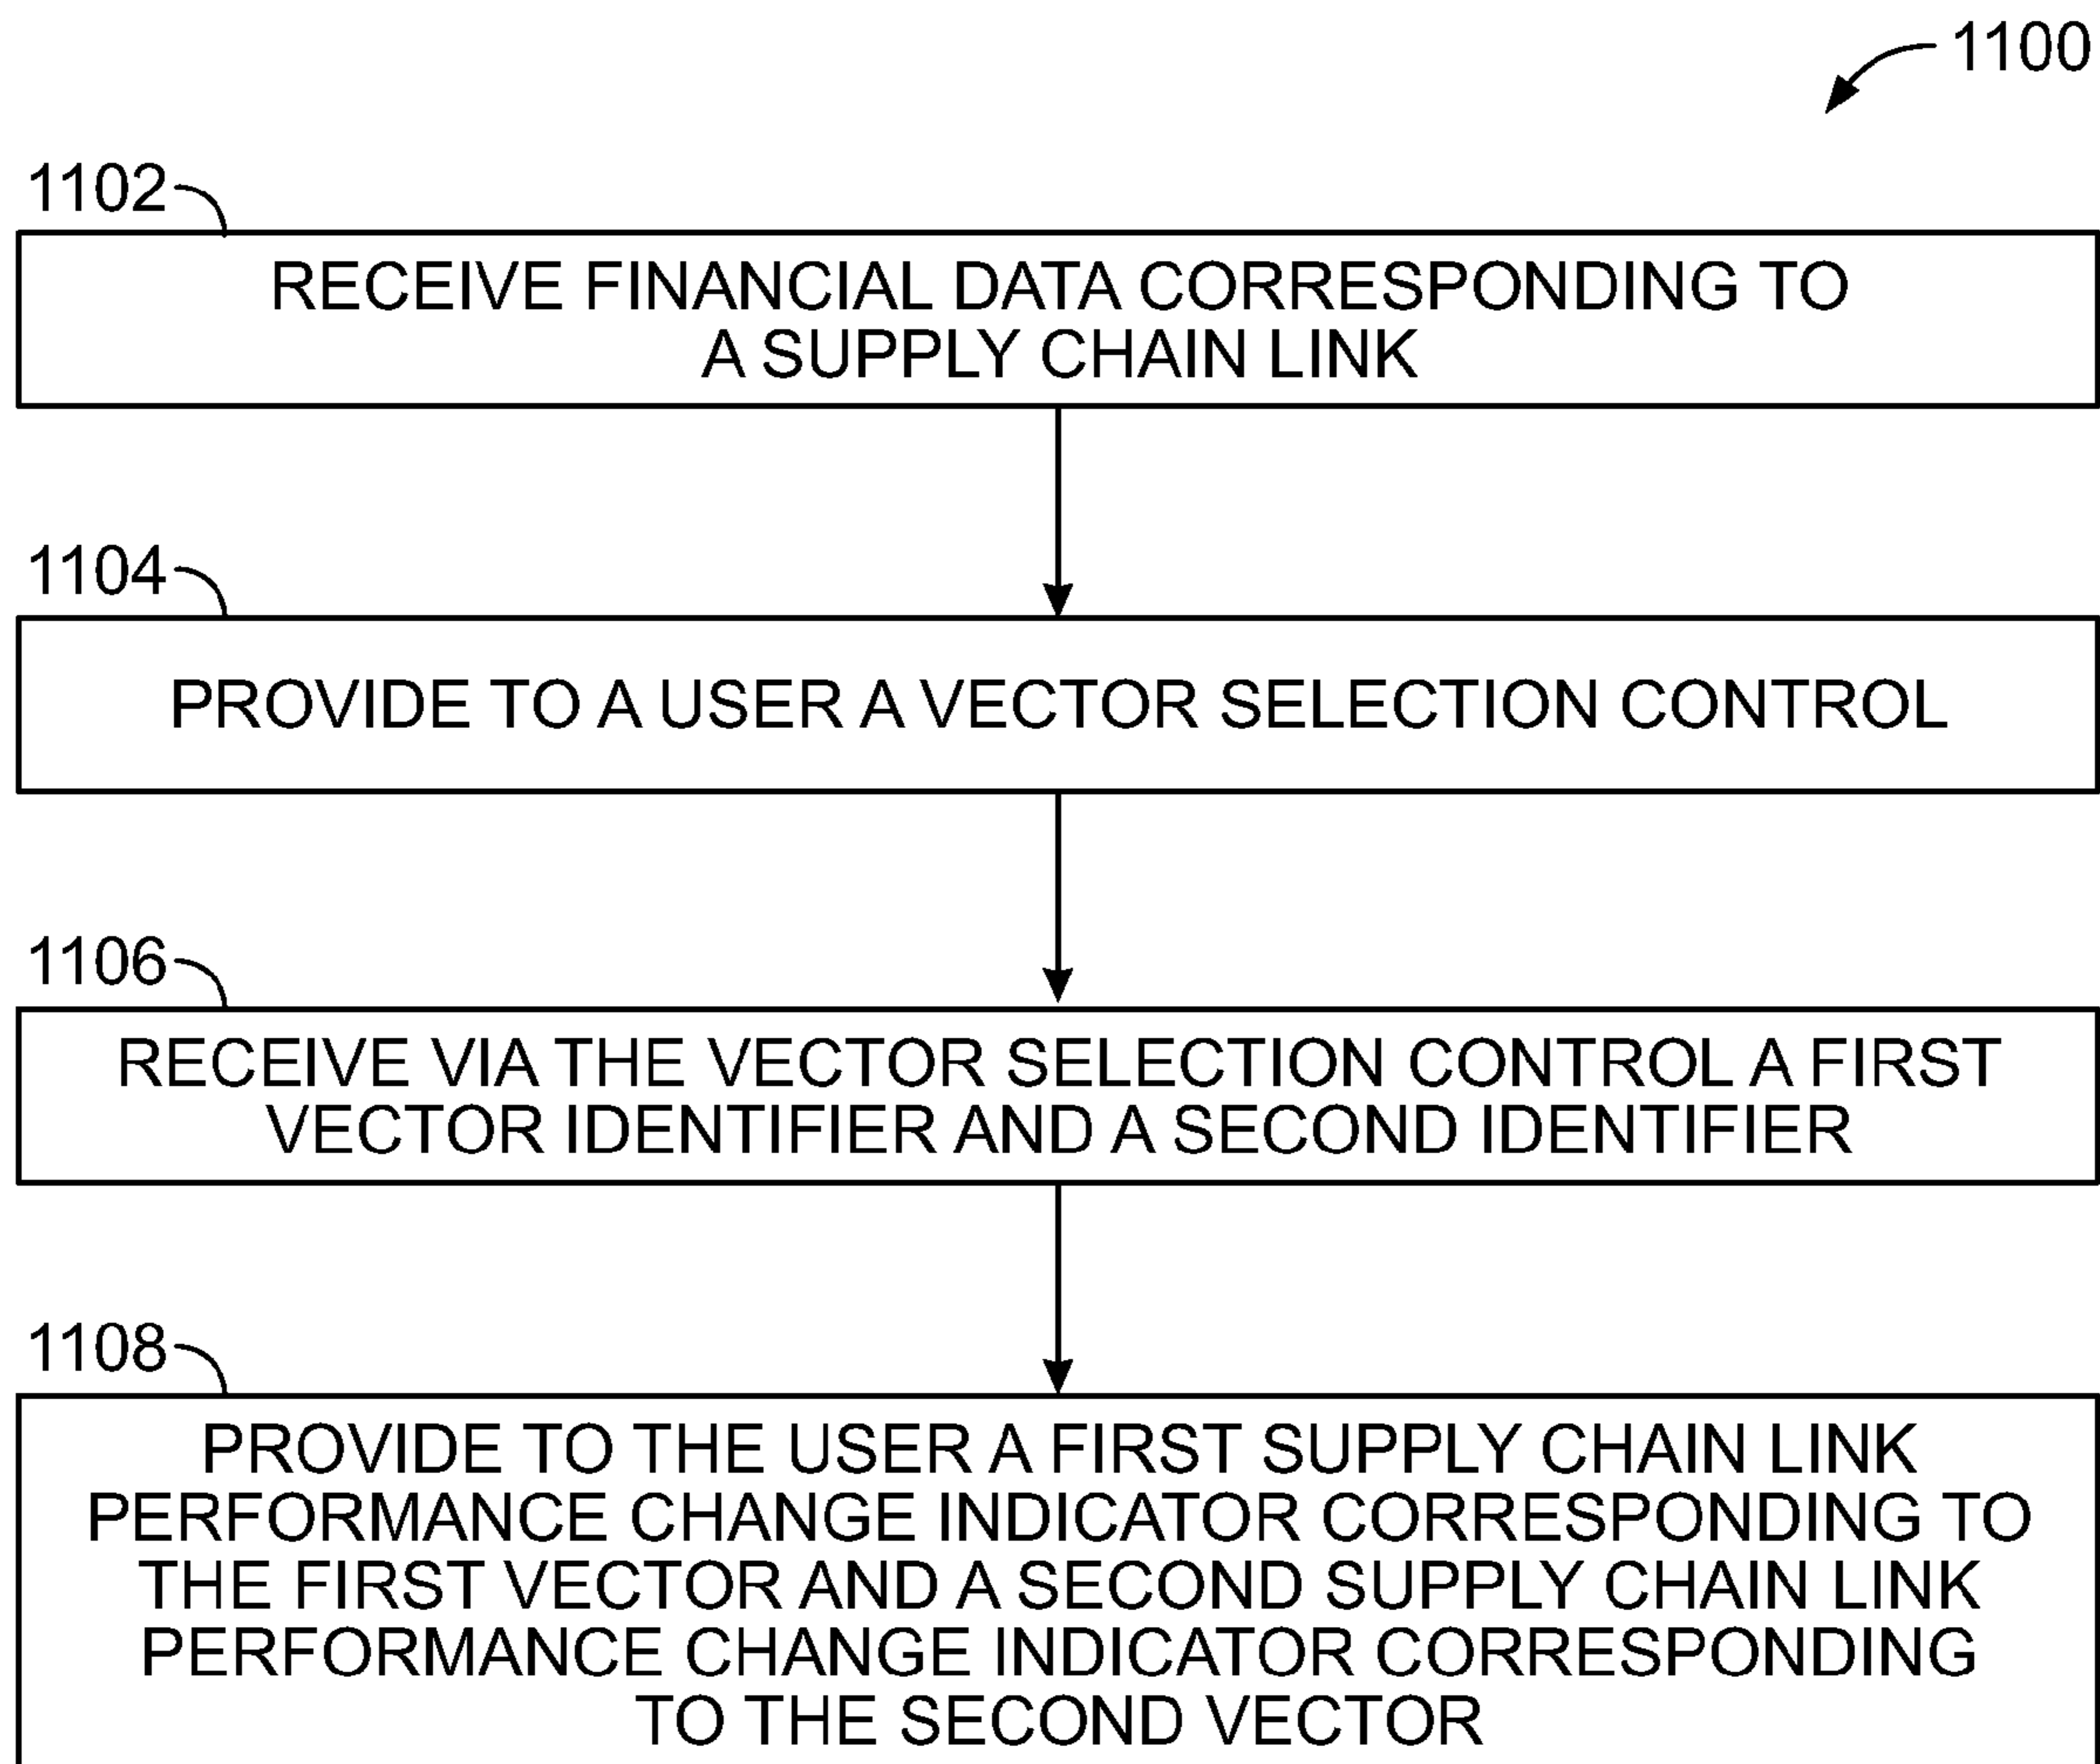 1100
1102
RECEIVE FINANCIAL DATA CORRESPONDING TO
A SUPPLY CHAIN LINK
1104
PROVIDE TO A USER A VECTOR SELECTION CONTROL
1106
RECEIVE VIA THE VECTOR SELECTION CONTROL A FIRST
VECTOR IDENTIFIER AND A SECOND IDENTIFIER
1108
PROVIDE TO THE USER A FIRST SUPPLY CHAIN LINK
PERFORMANCE CHANGE INDICATOR CORRESPONDING TO
THE FIRST VECTOR AND A SECOND SUPPLY CHAIN LINK
PERFORMANCE CHANGE INDICATOR CORRESPONDING
TO THE SECOND VECTOR